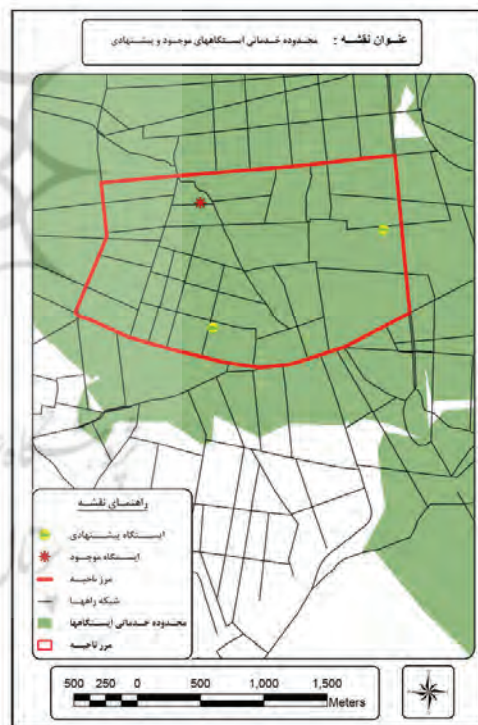 عنوان نقشه : محدوده خدماتی ایستگاههای موجود و پیشنهادی
راهنمای نقشه
ایستگاه پیشنهادی
ایستگاه موجود
مرز ناحیه
شبکه راهها
محدوده خدماتی ایستگاهها
مرز ناحیه
500 250 0 500 1,000 1,500
Meters